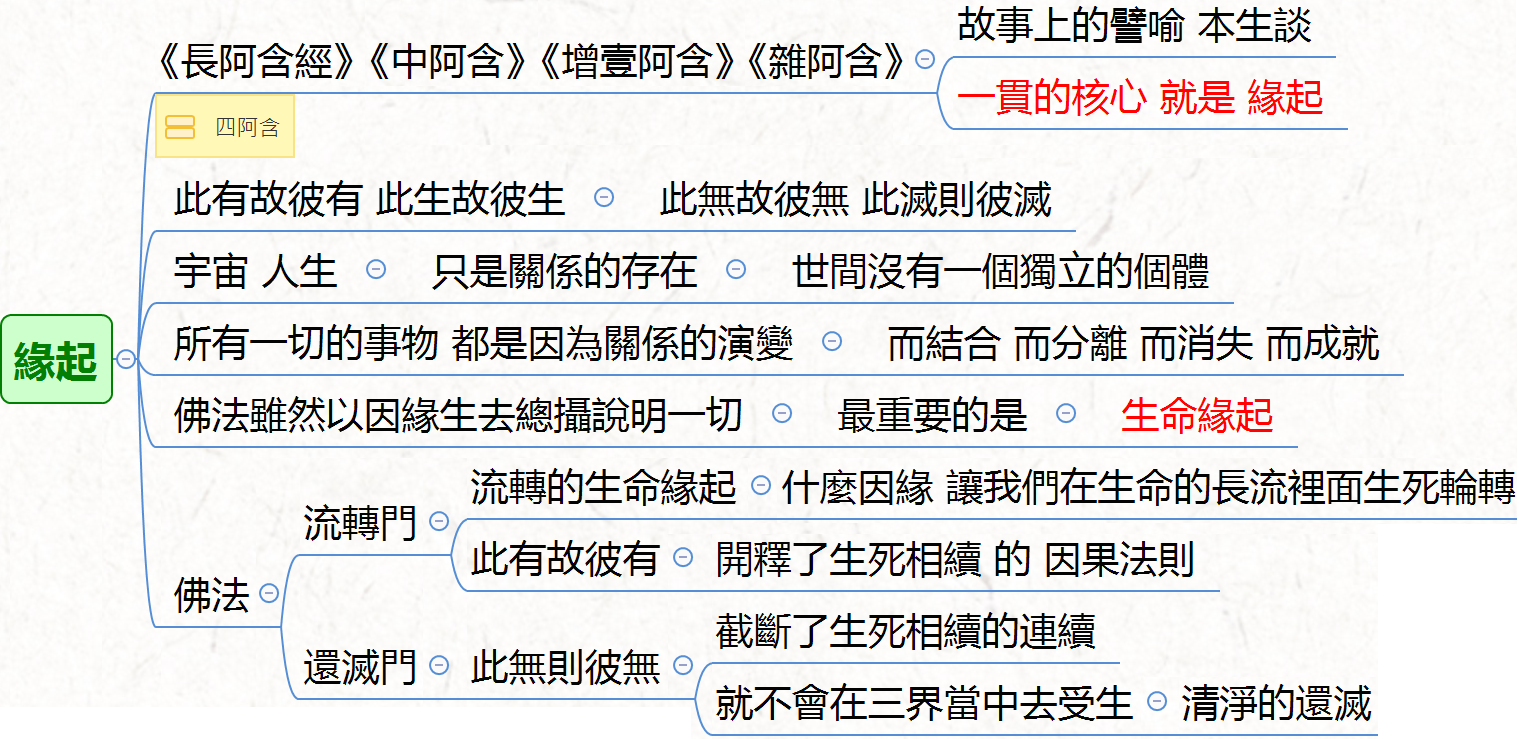 緣起
《長阿含經》《中阿含》《增壹阿含》《雜阿含》
四阿含
故事上的譬喻 本生談
一貫的核心 就是 緣起
此有故彼有 此生故彼生 此無故彼無 此滅則彼滅
宇宙 人生 只是關係的存在 世間沒有一個獨立的個體
所有一切的事物 都是因為關係的演變 而結合 而分離 而消失 而成就
佛法雖然以因緣生去總攝說明一切 最重要的是 生命緣起
佛法
流轉門
流轉的生命緣起 什麼因緣 讓我們在生命的長流裡面生死輪轉
此有故彼有 開釋了生死相續 的 因果法則
還滅門 此無則彼無
截斷了生死相續的連續
就不會在三界當中去受生 清淨的還滅